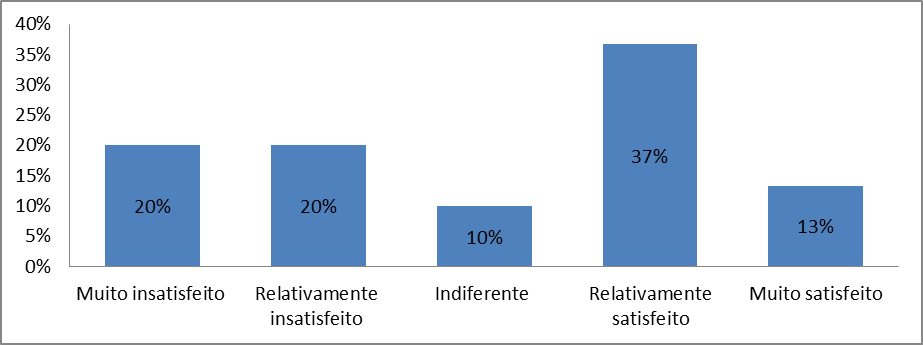 40%
35%
30%
25%
20%
15%
10%
5%
0%
20%
20%
10%
37%
13%
Muito insatisfeito
Relativamente
insatisfeito
Indiferente
Relativamente
satisfeito
Muito satisfeito